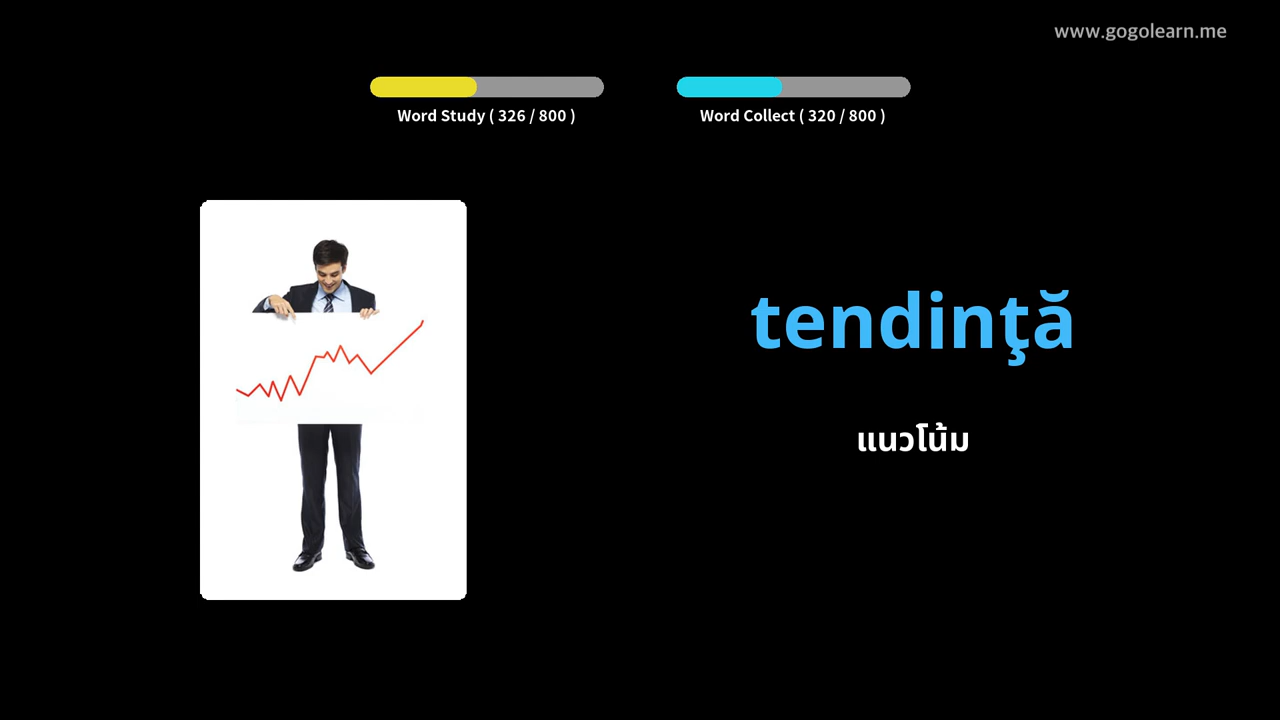 www.gogolearn.me
Word Study ( 326 / 800 )
Word Collect ( 320 / 800 )
tendinţă
แนวโน้ม